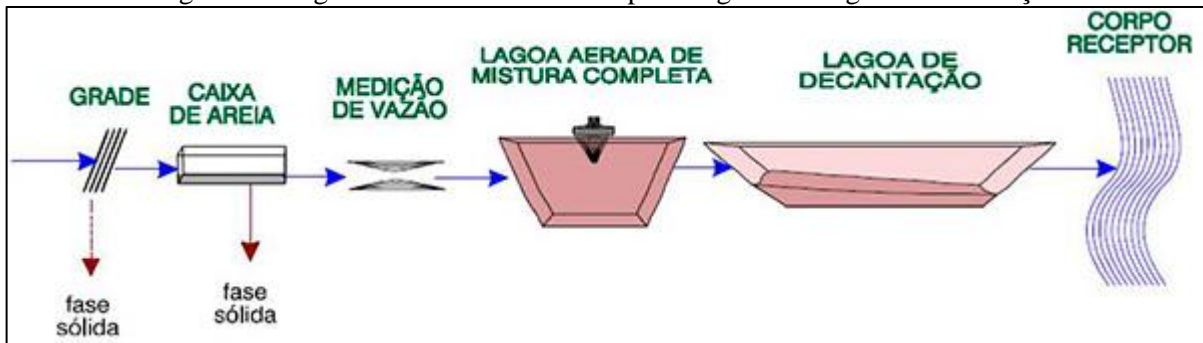 GRADE
CAIXA
DE AREIA
MEDIÇÃO
DE VAZÃO
LAGOA AERADA DE
MISTURA COMPLETA
LAGOA DE
DECANTAÇÃO
CORPO
RECEPTOR
fase
sólida
fase
sólida